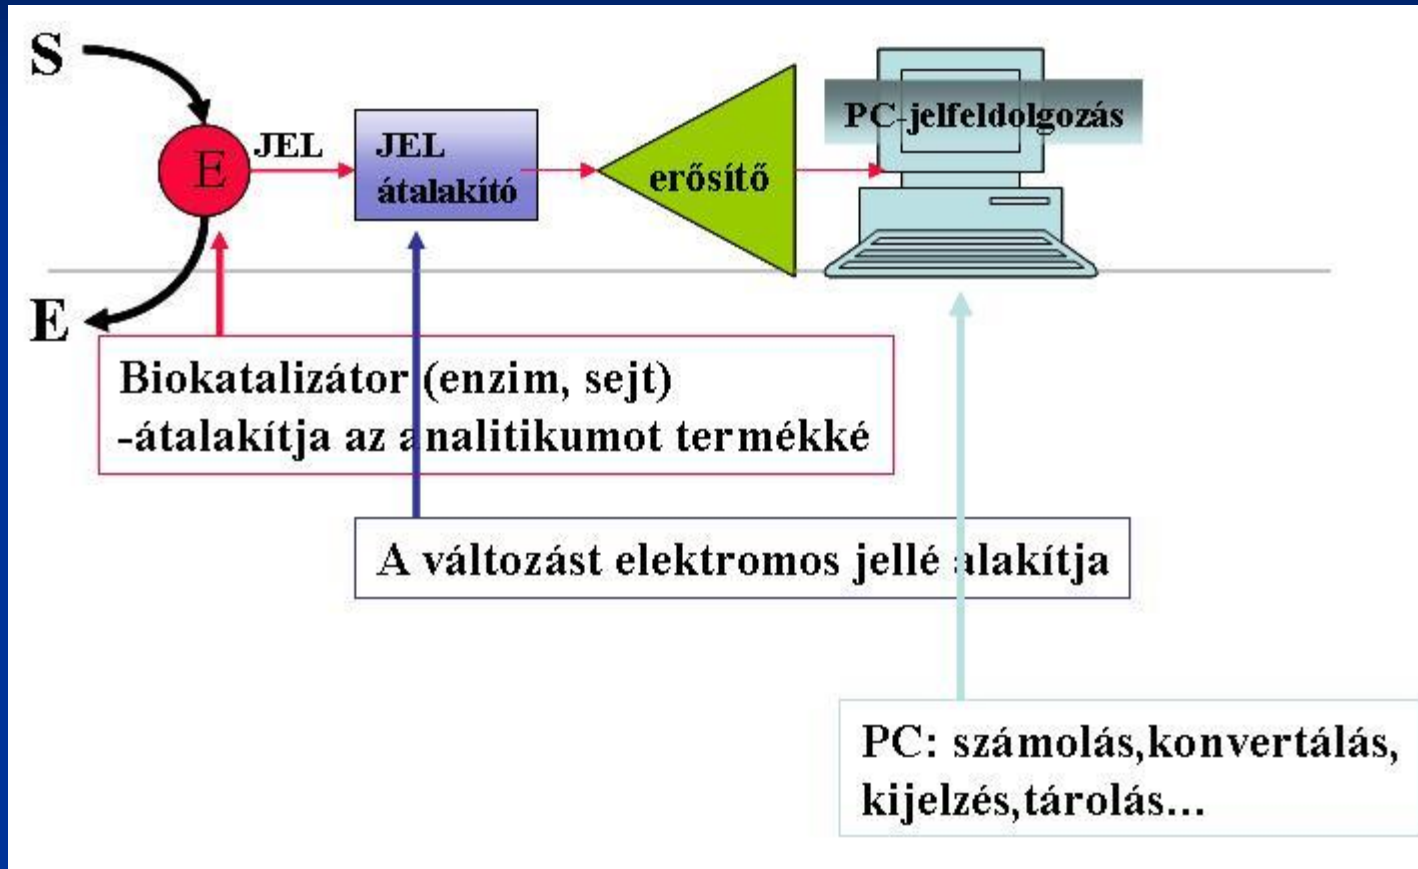 S
E
JEL
JEL
átalakító
erősítő
PC-jelfeldolgozás
E
Biokatalizátor (enzim, sejt)
-átalakítja az analitikumot termékké
A változást elektromos jellé alakítja
PC: számolás,konvertálás,
kijelzés,tárolás...